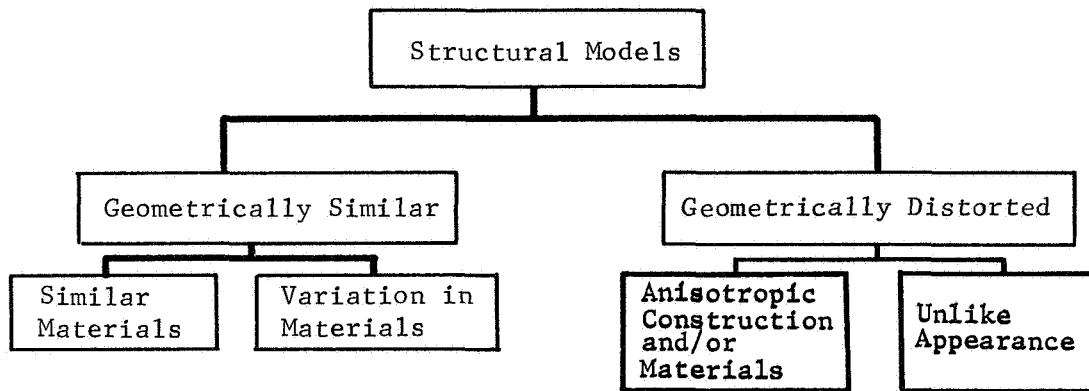 Structural Models
Geometrically Similar
Geometrically Distorted
Similar
Materials
Variation in
Materials
Anisotropic
Construction
and/or
Materials
Unlike
Appearance